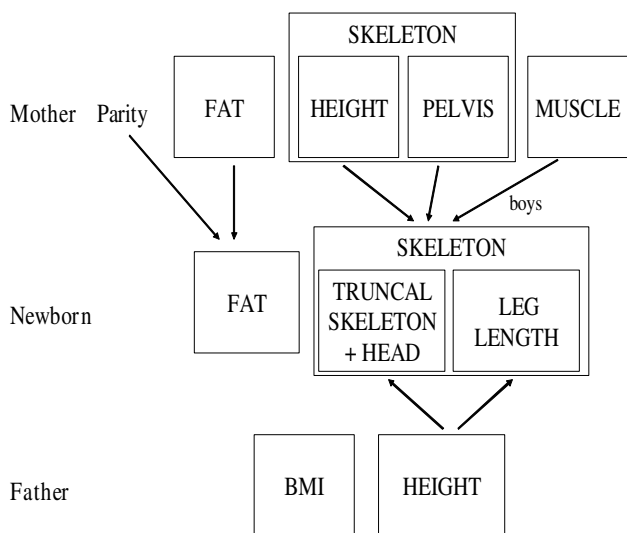 SKELETON
Mother Parity FAT HEIGHT PELVIS MUSCLE
boys
SKELETON
Newborn FAT
TRUNCAL
SKELETON
+ HEAD
LEG
LENGTH
Father BMI HEIGHT